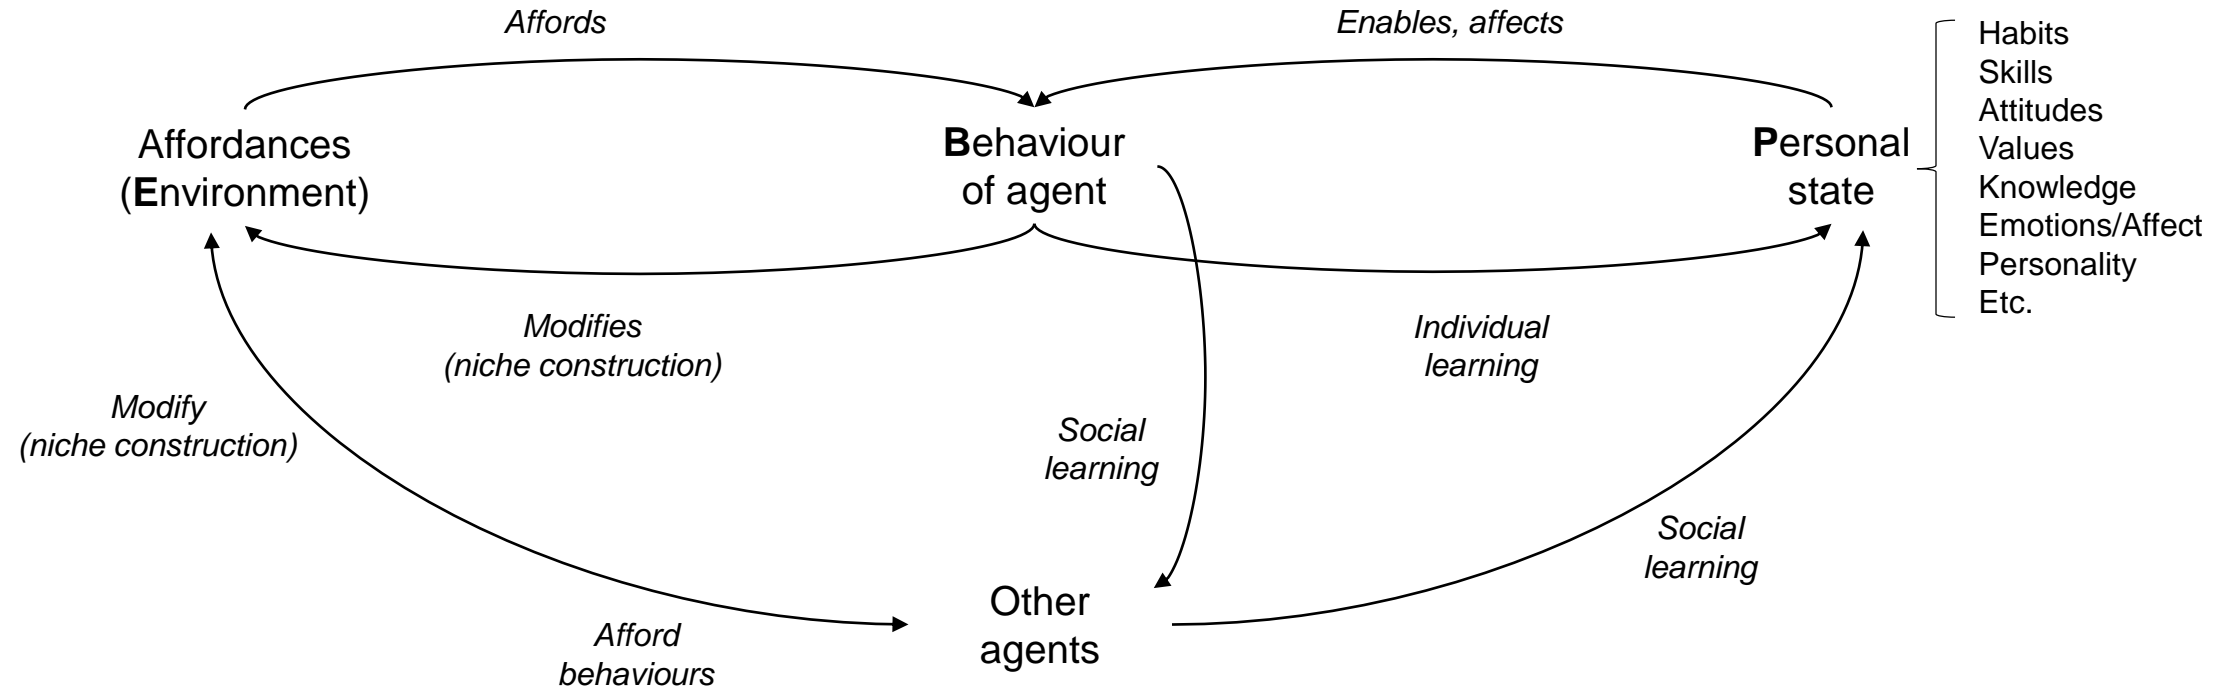 Affords
Enables, affects
Habits
Skills
Attitudes
Values
Knowledge
Emotions/Affect
Personality
Etc.
Affordances
(Environment)
Behaviour
of agent
Personal
state
Modifies
(niche construction)
Individual
learning
Modify
(niche construction)
Social
learning
Social
learning
Other
agents
Afford
behaviours